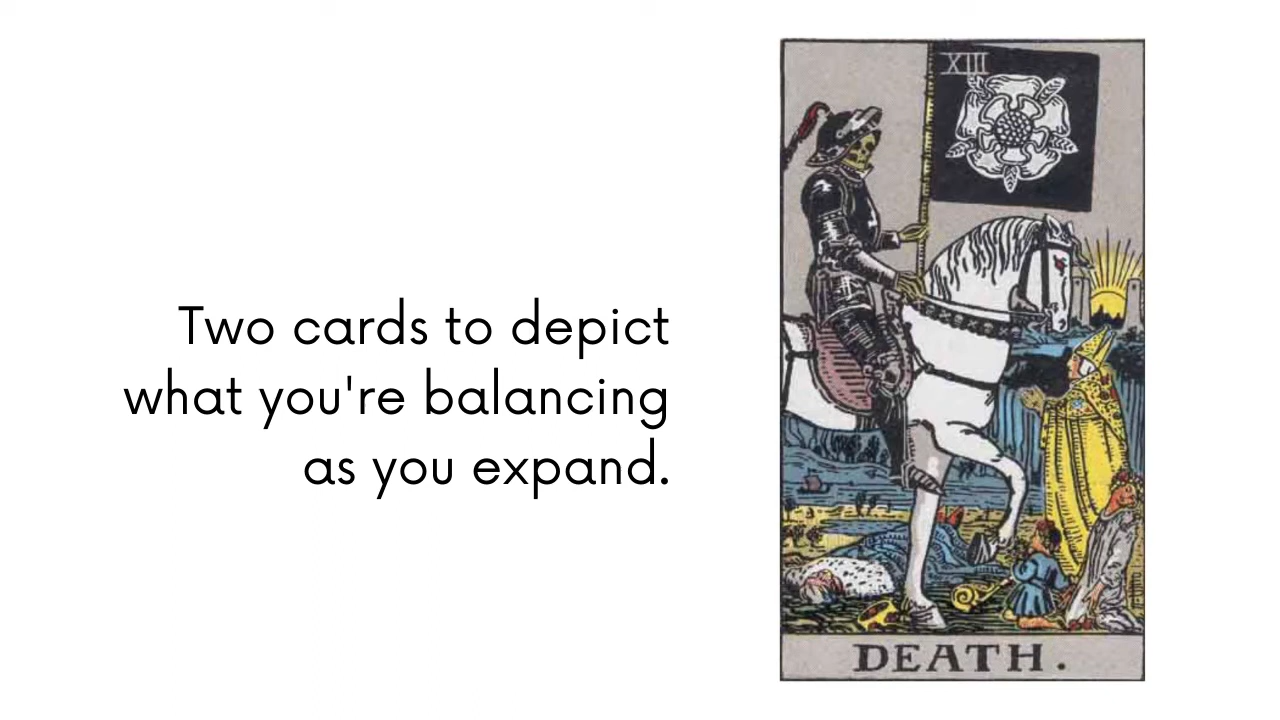 Two cards to depict
what you're balancing
as you expand.
XIII
DEATH.